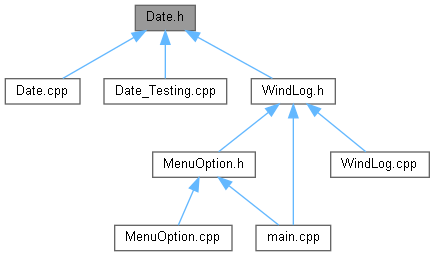 Date.h
Date.cpp
Date_Testing.cpp
WindLog.h
MenuOption.h
WindLog.cpp
MenuOption.cpp
main.cpp